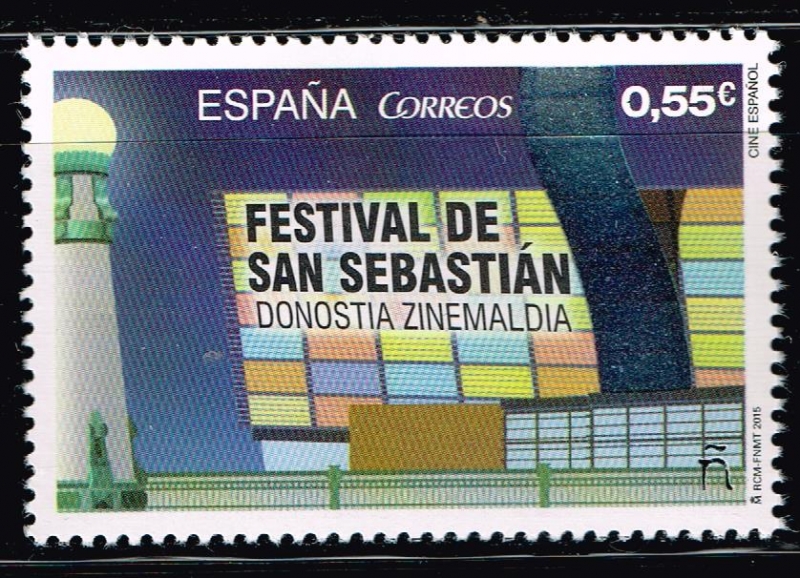 ESPAÑA CORREOS 0,55€
CINE ESPAÑOL
FESTIVAL DE
SAN SEBASTIÁN
DONOSTIA ZINEMALDIA
ñ
RCM-FNMT 2015